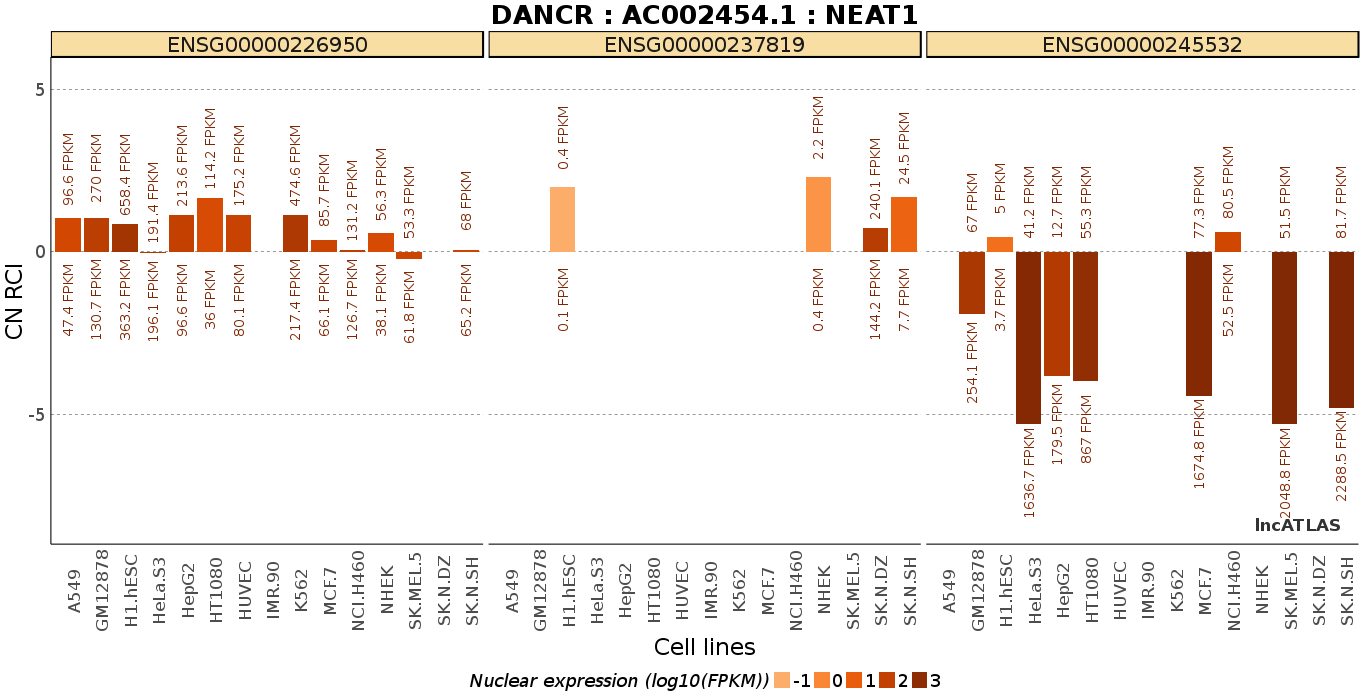 DANCR : AC002454.1 : NEAT1
ENSG00000226950
ENSG00000237819
ENSG00000245532
CN RCI
5
0
-5
96.6 FPKM
270 FPKM
658.4 FPKM
191.4 FPKM
213.6 FPKM
114.2 FPKM
175.2 FPKM
474.6 FPKM
85.7 FPKM
131.2 FPKM
56.3 FPKM
53.3 FPKM
68 FPKM
47.4 FPKM
130.7 FPKM
363.2 FPKM
196.1 FPKM
96.6 FPKM
36 FPKM
80.1 FPKM
217.4 FPKM
66.1 FPKM
126.7 FPKM
38.1 FPKM
61.8 FPKM
65.2 FPKM
0.4 FPKM
2.2 FPKM
240.1 FPKM
24.5 FPKM
0.1 FPKM
0.4 FPKM
144.2 FPKM
7.7 FPKM
67 FPKM
5 FPKM
41.2 FPKM
12.7 FPKM
55.3 FPKM
77.3 FPKM
80.5 FPKM
51.5 FPKM
81.7 FPKM
254.1 FPKM
3.7 FPKM
1636.7 FPKM
179.5 FPKM
867 FPKM
1674.8 FPKM
52.5 FPKM
2048.8 FPKM
2288.5 FPKM
lncATLAS
A549
GM12878
H1.hESC
HeLa.S3
HepG2
HT1080
HUVEC
IMR.90
K562
MCF.7
NCI.H460
NHEK
SK.MEL.5
SK.N.DZ
SK.N.SH
A549
GM12878
H1.hESC
HeLa.S3
HepG2
HT1080
HUVEC
IMR.90
K562
MCF.7
NCI.H460
NHEK
SK.MEL.5
SK.N.DZ
SK.N.SH
A549
GM12878
H1.hESC
HeLa.S3
HepG2
HT1080
HUVEC
IMR.90
K562
MCF.7
NCI.H460
NHEK
SK.MEL.5
SK.N.DZ
SK.N.SH
Cell lines
Nuclear expression (log10(FPKM)) -1 0 1 2 3